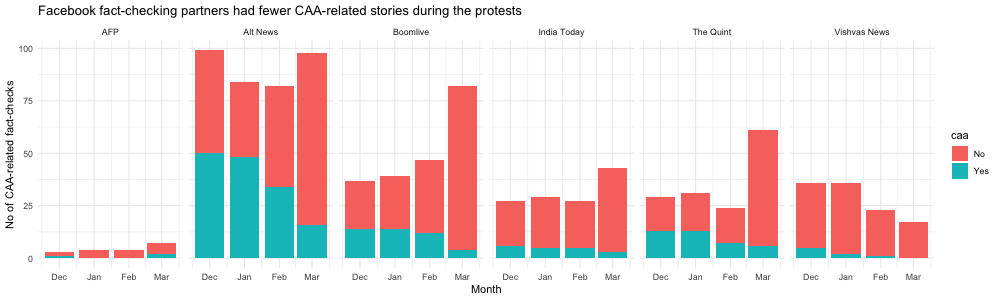 Facebook fact-checking partners had fewer CAA-related stories during the protests
AFP Alt News Boomlive India Today The Quint Vishvas News
100
75
50
25
0
No of CAA-related fact-checks
Dec Jan Feb Mar Dec Jan Feb Mar Dec Jan Feb Mar Dec Jan Feb Mar Dec Jan Feb Mar Dec Jan Feb Mar
Month
caa
No
Yes